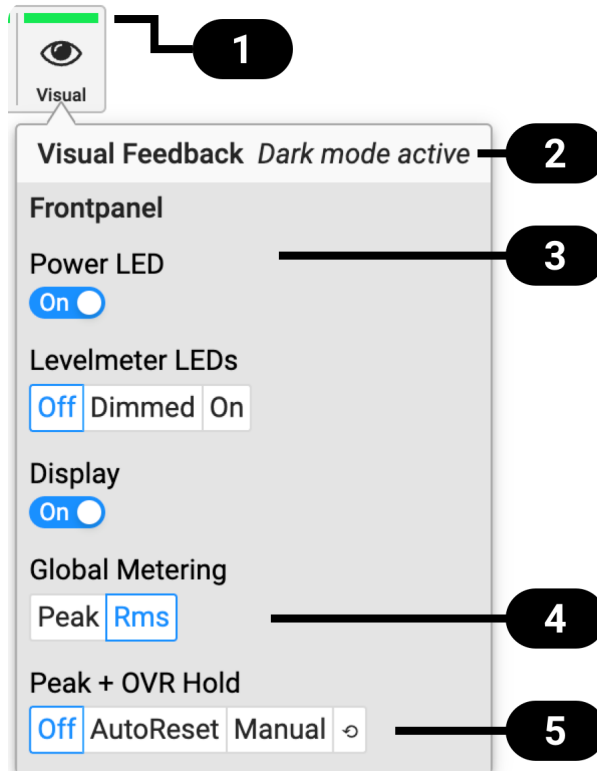 1
Visual
Visual Feedback Dark mode active
2
Frontpanel
3
Power LED
On
Levelmeter LEDs
Off Dimmed On
Display
On
Global Metering
Peak Rms
4
Peak + OVR Hold
Off AutoReset Manual
5